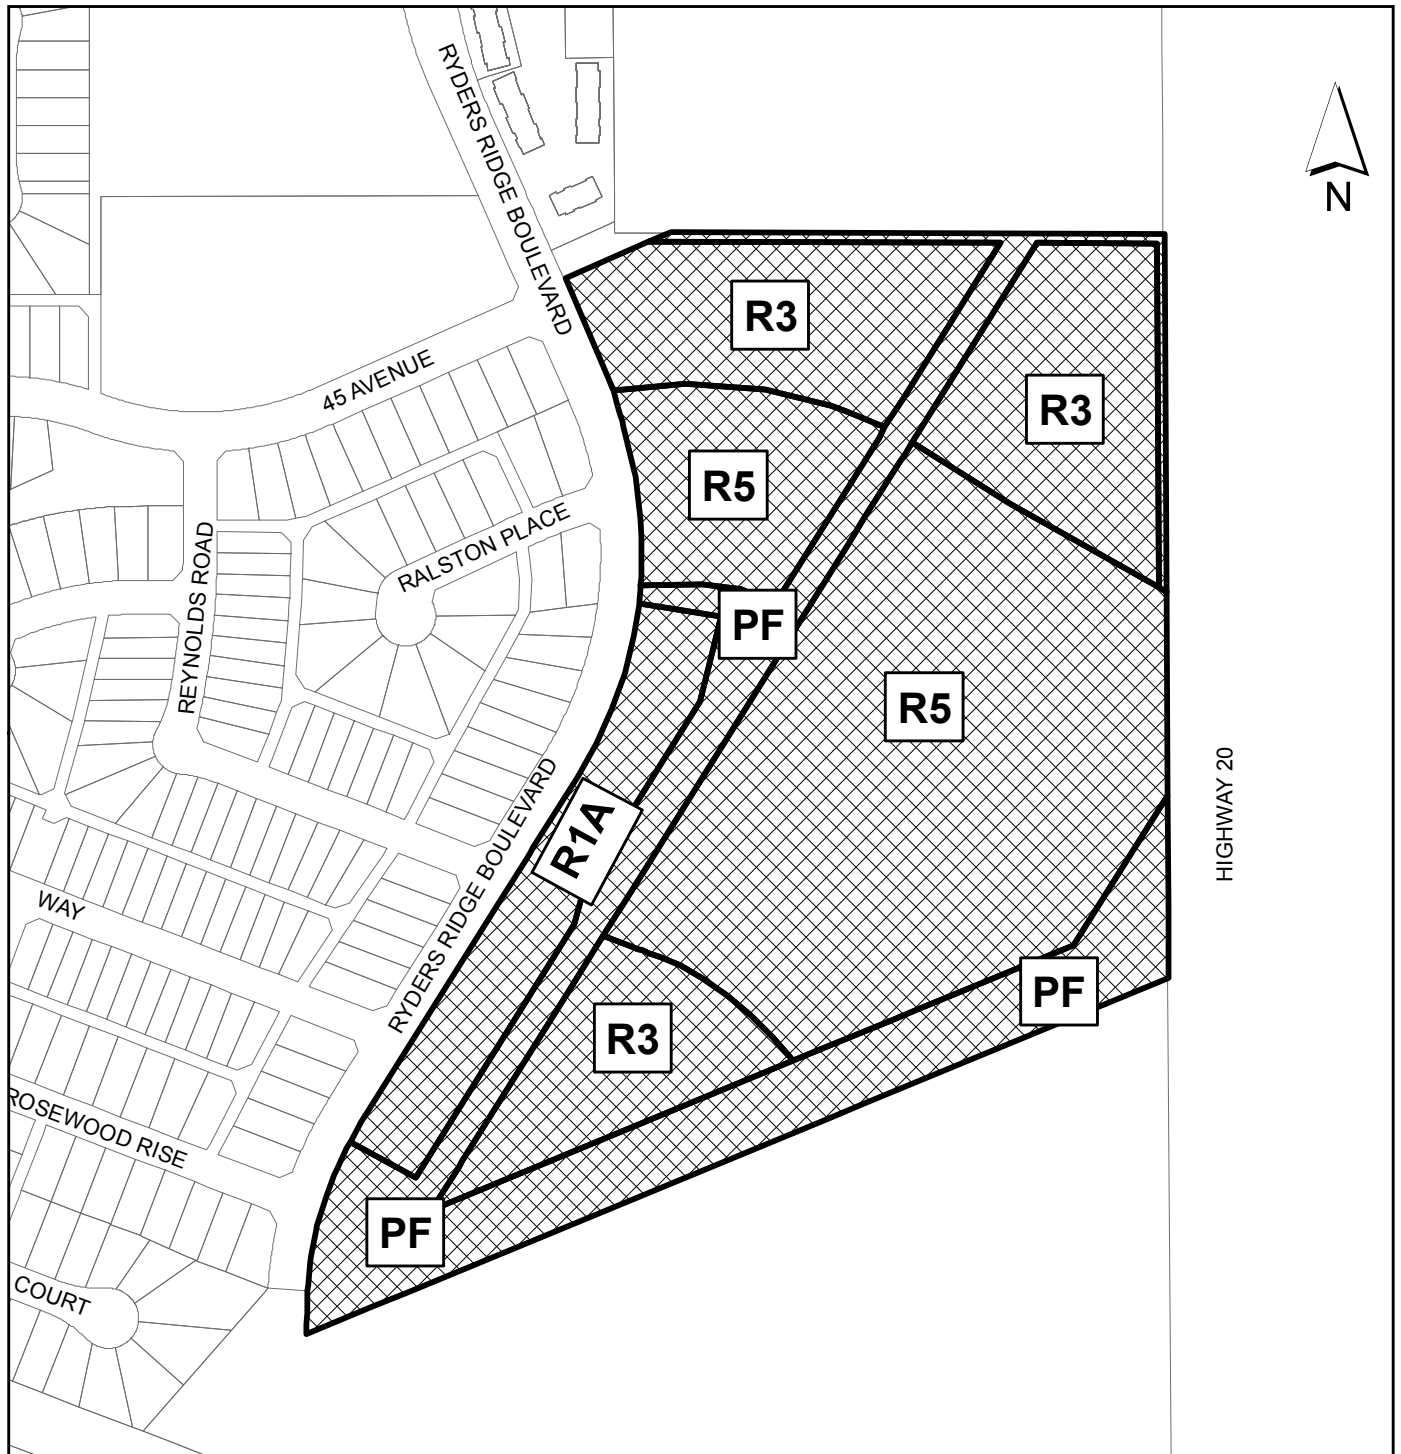 RYDERS RIDGE BOULEVARD
N
R3
45 AVENUE
R3
R5
RALSTON PLACE
REYNOLDS ROAD
PF
R5
HIGHWAY 20
R1A
RYDERS RIDGE BOULEVARD
WAY
PF
R3
ROSEWOOD RISE
PF
COURT